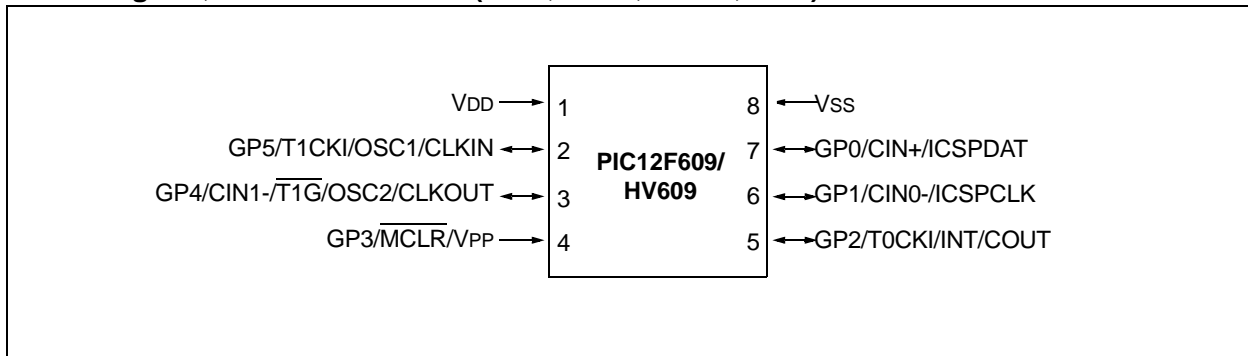 VDD
1
GP5/T1CKI/OSC1/CLKIN
2
GP4/CIN1-/T1G/OSC2/CLKOUT
3
GP3/MCLR/VPP
4
PIC12F609/
HV609
8
VSS
7
GP0/CIN+/ICSPDAT
6
GP1/CIN0-/ICSPCLK
5
GP2/T0CKI/INT/COUT